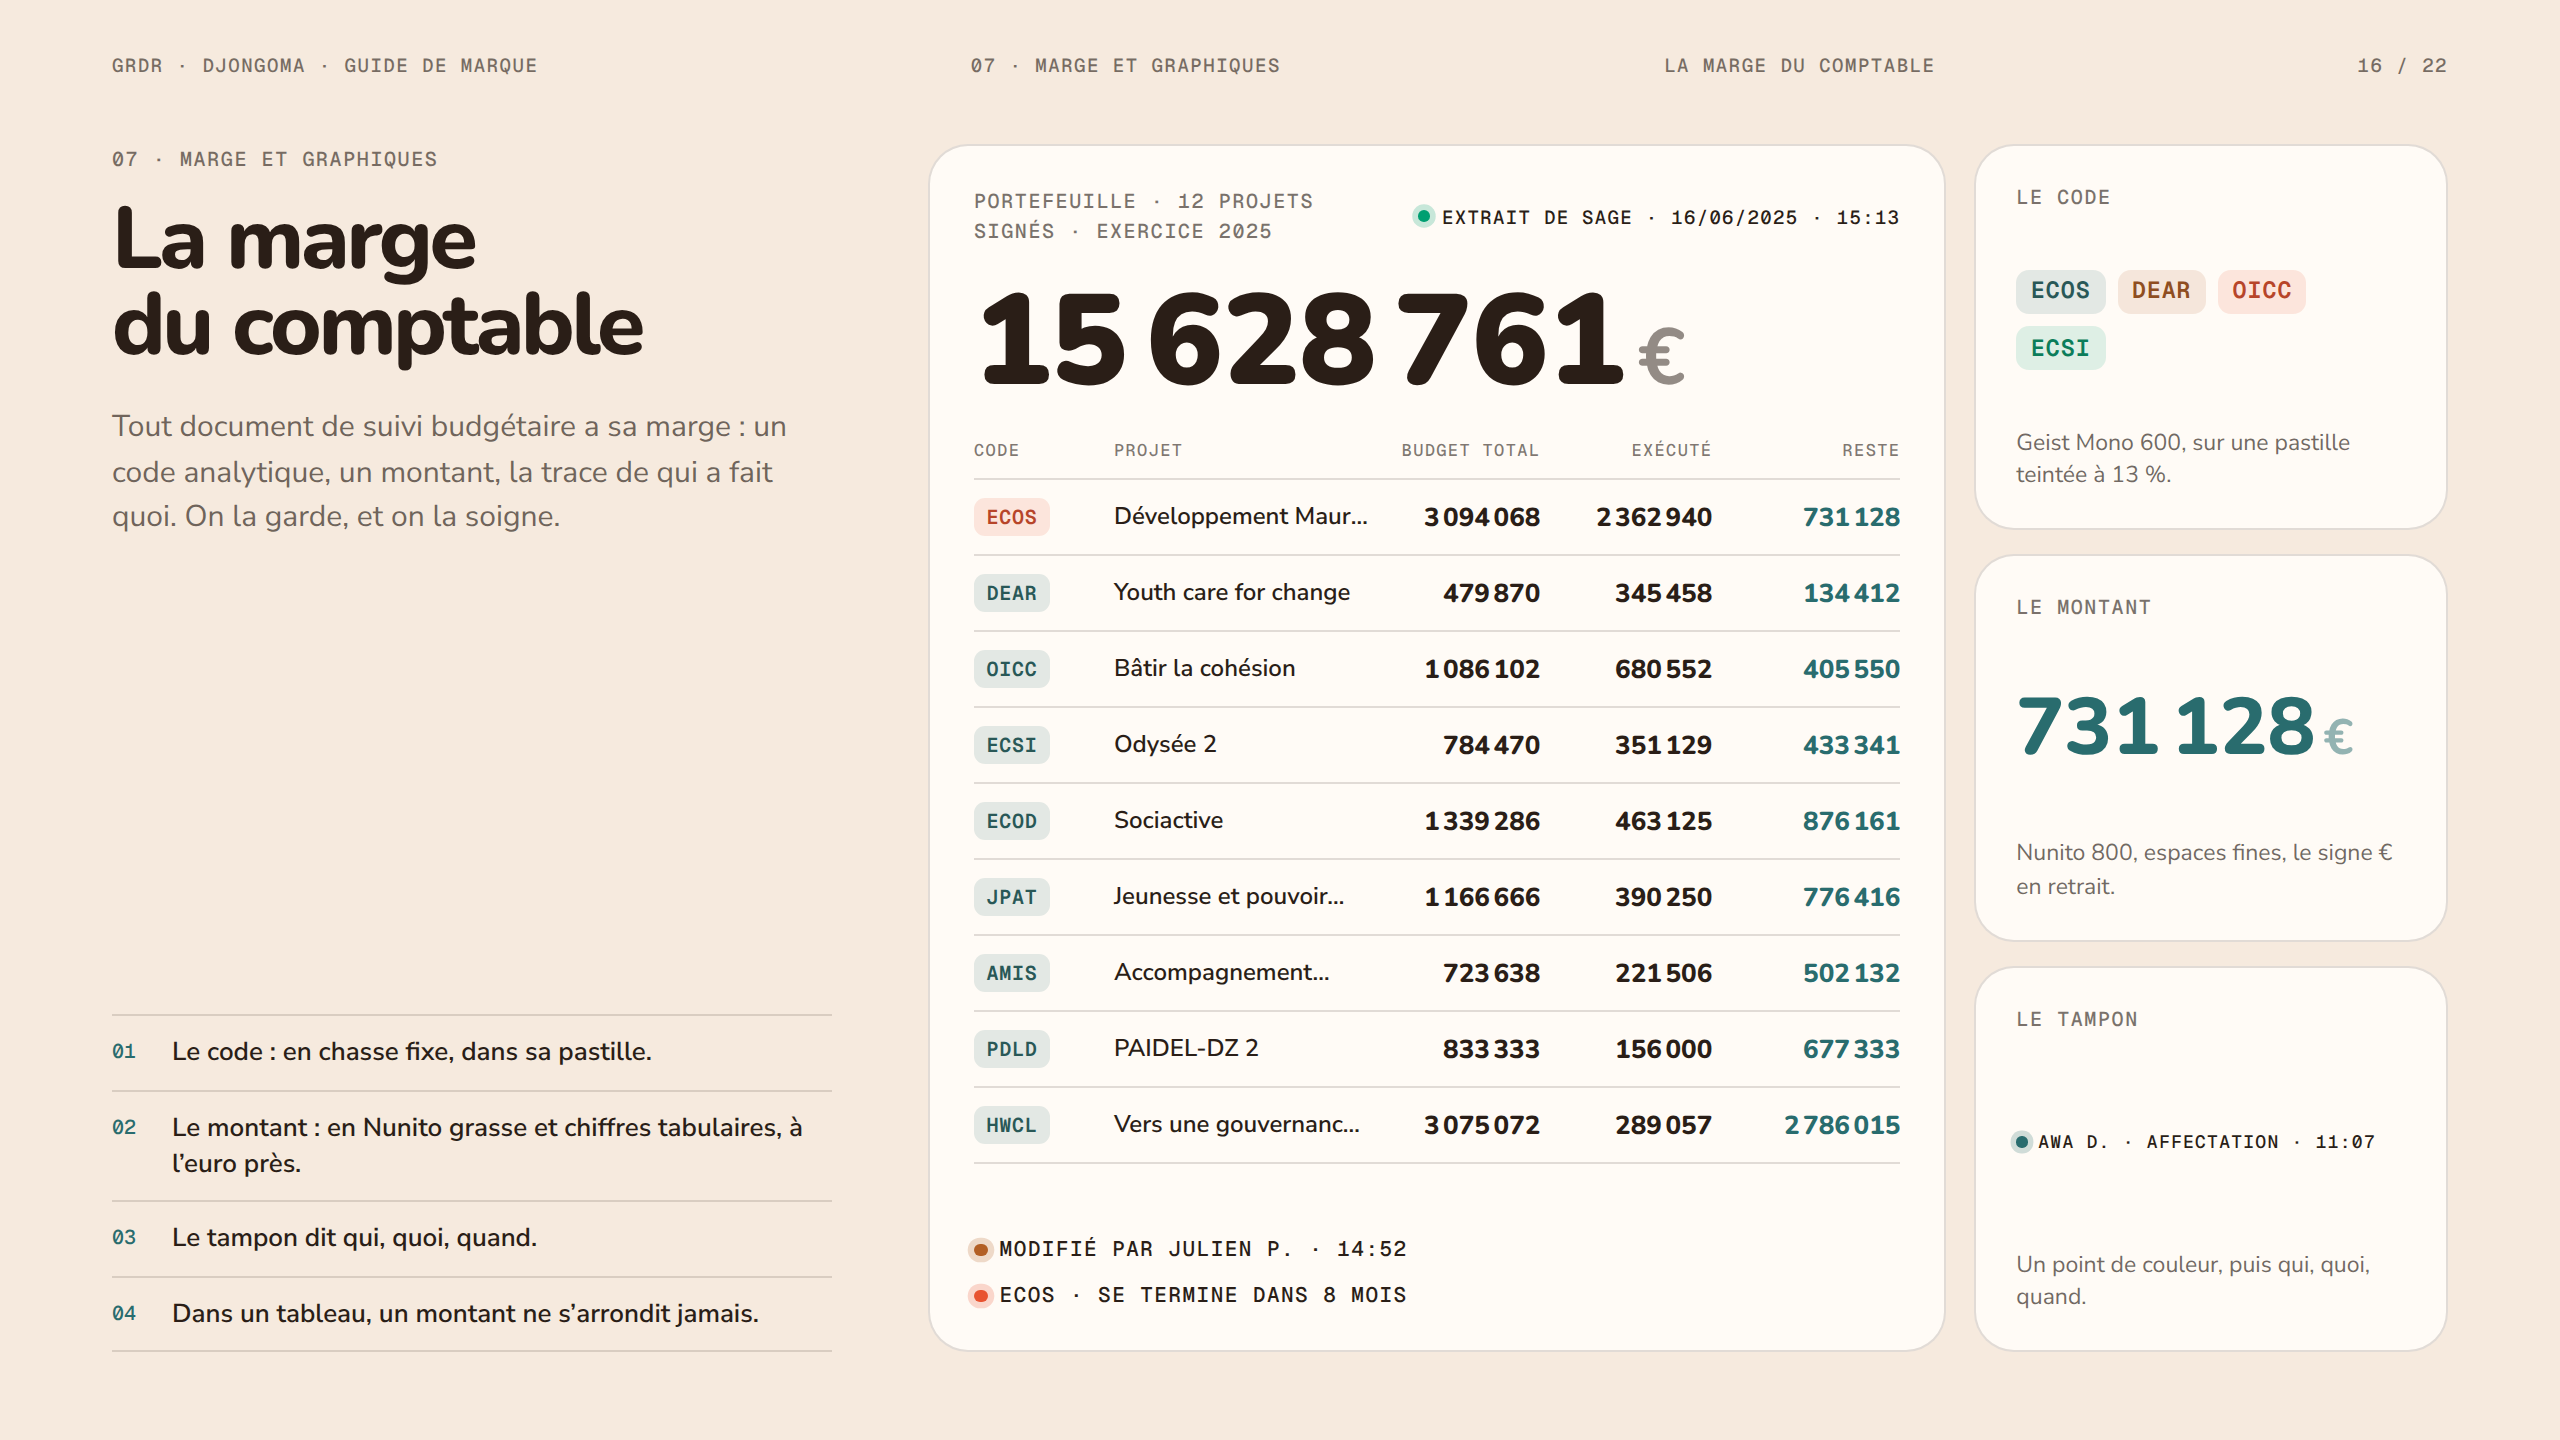 GRDR · DJONGOMA · GUIDE DE MARQUE
07 · MARGE ET GRAPHIQUES
LA MARGE DU COMPTABLE
16 / 22
07 · MARGE ET GRAPHIQUES
La marge
du comptable
Tout document de suivi budgétaire a sa marge : un
code analytique, un montant, la trace de qui a fait
quoi. On la garde, et on la soigne.
01 Le code : en chasse fixe, dans sa pastille.
02 Le montant : en Nunito grasse et chiffres tabulaires, à
l’euro près.
03 Le tampon dit qui, quoi, quand.
04 Dans un tableau, un montant ne s’arrondit jamais.
PORTEFEUILLE · 12 PROJETS
SIGNÉS · EXERCICE 2025
EXTRAIT DE SAGE · 16/06/2025 · 15:13
15 628 761 €
CODE PROJET BUDGET TOTAL EXÉCUTÉ RESTE
ECOS Développement Maur… 3 094 068 2 362 940 731 128
DEAR Youth care for change 479 870 345 458 134 412
OICC Bâtir la cohésion 1 086 102 680 552 405 550
ECSI Odysée 2 784 470 351 129 433 341
ECOD Sociactive 1 339 286 463 125 876 161
JPAT Jeunesse et pouvoir… 1 166 666 390 250 776 416
AMIS Accompagnement… 723 638 221 506 502 132
PDLD PAIDEL-DZ 2 833 333 156 000 677 333
HWCL Vers une gouvernanc… 3 075 072 289 057 2 786 015
MODIFIÉ PAR JULIEN P. · 14:52
ECOS · SE TERMINE DANS 8 MOIS
LE CODE
ECOS DEAR OICC
ECSI
Geist Mono 600, sur une pastille
teintée à 13 %.
LE MONTANT
731 128 €
Nunito 800, espaces fines, le signe €
en retrait.
LE TAMPON
AWA D. · AFFECTATION · 11:07
Un point de couleur, puis qui, quoi,
quand.